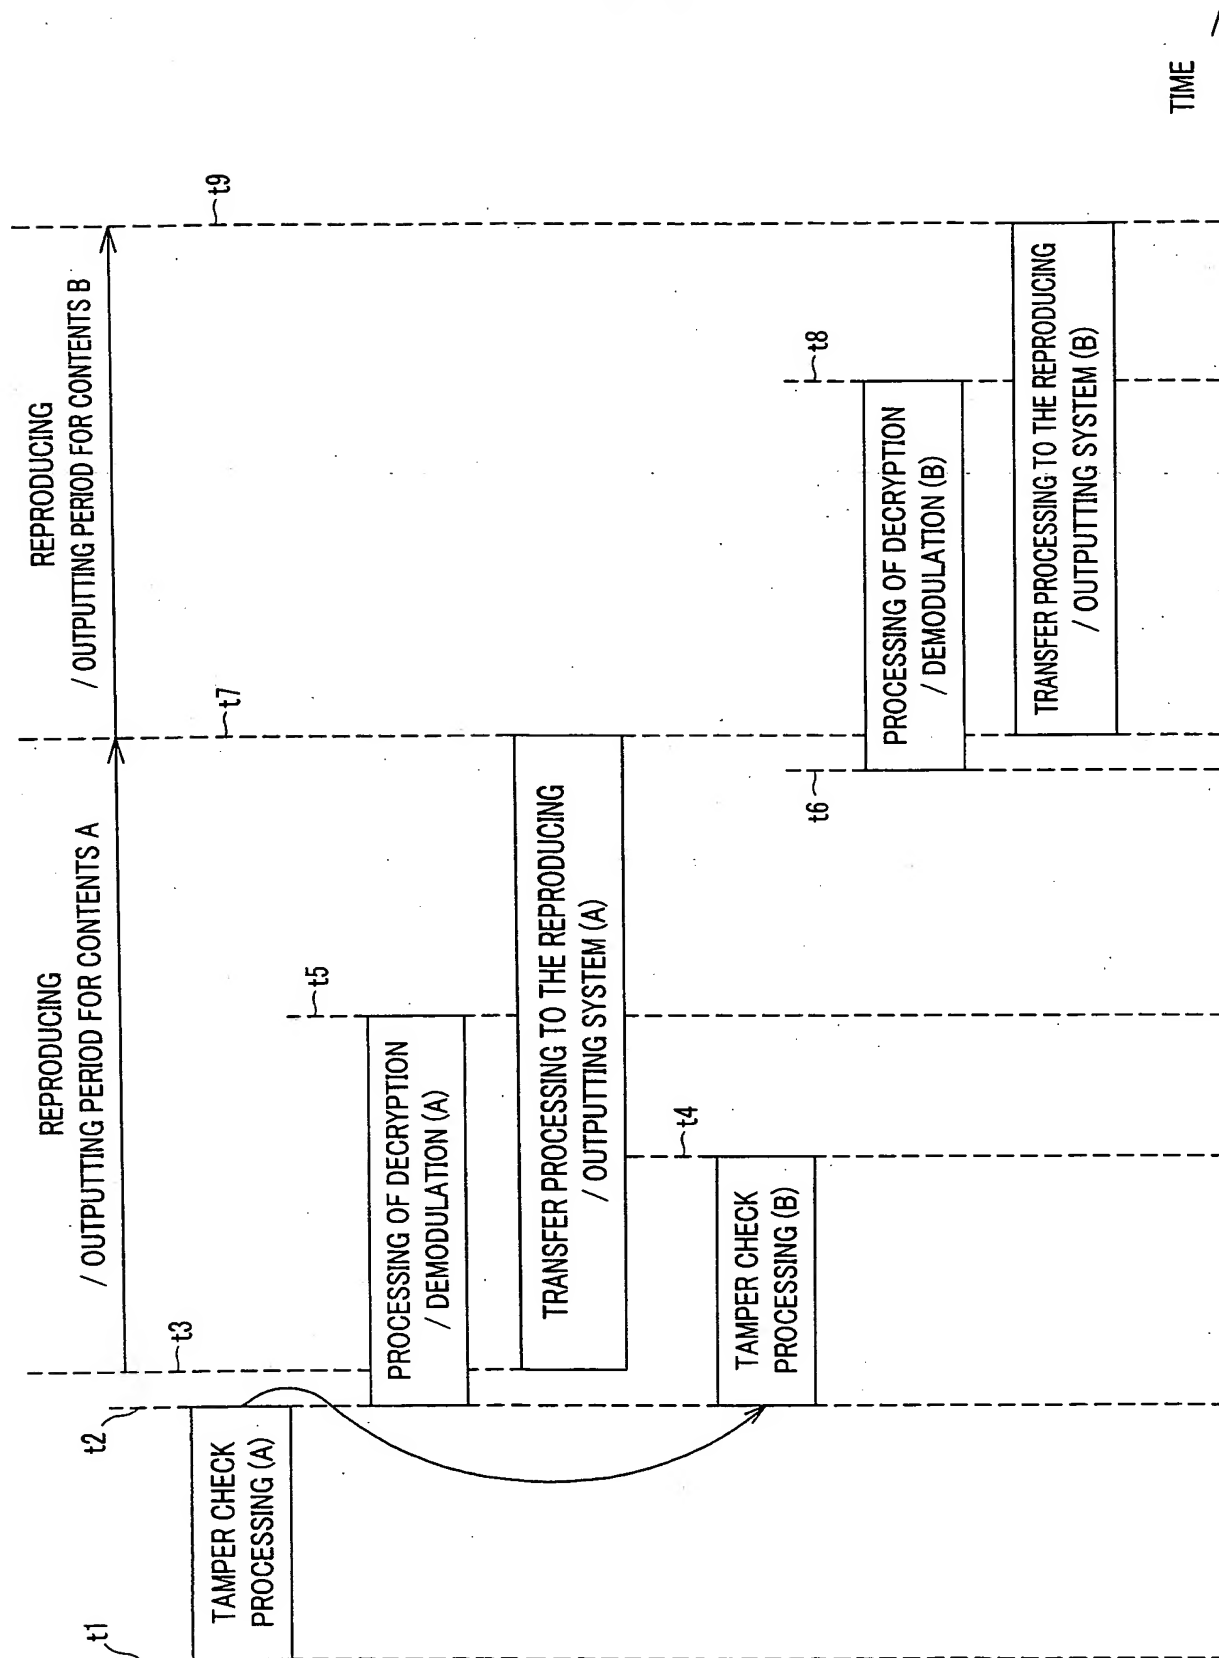 REPRODUCING
/ OUTPUTTING PERIOD FOR CONTENTS A
REPRODUCING
/ OUTPUTTING PERIOD FOR CONTENTS B
t1
t2
t3
t7
t9
TAMPER CHECK
PROCESSING (A)
t5
PROCESSING OF DECRYPTION
/ DEMODULATION (A)
TRANSFER PROCESSING TO THE REPRODUCING
/ OUTPUTTING SYSTEM (A)
t4
TAMPER CHECK
PROCESSING (B)
t6
t8
PROCESSING OF DECRYPTION
/ DEMODULATION (B)
TRANSFER PROCESSING TO THE REPRODUCING
/ OUTPUTTING SYSTEM (B)
TIME